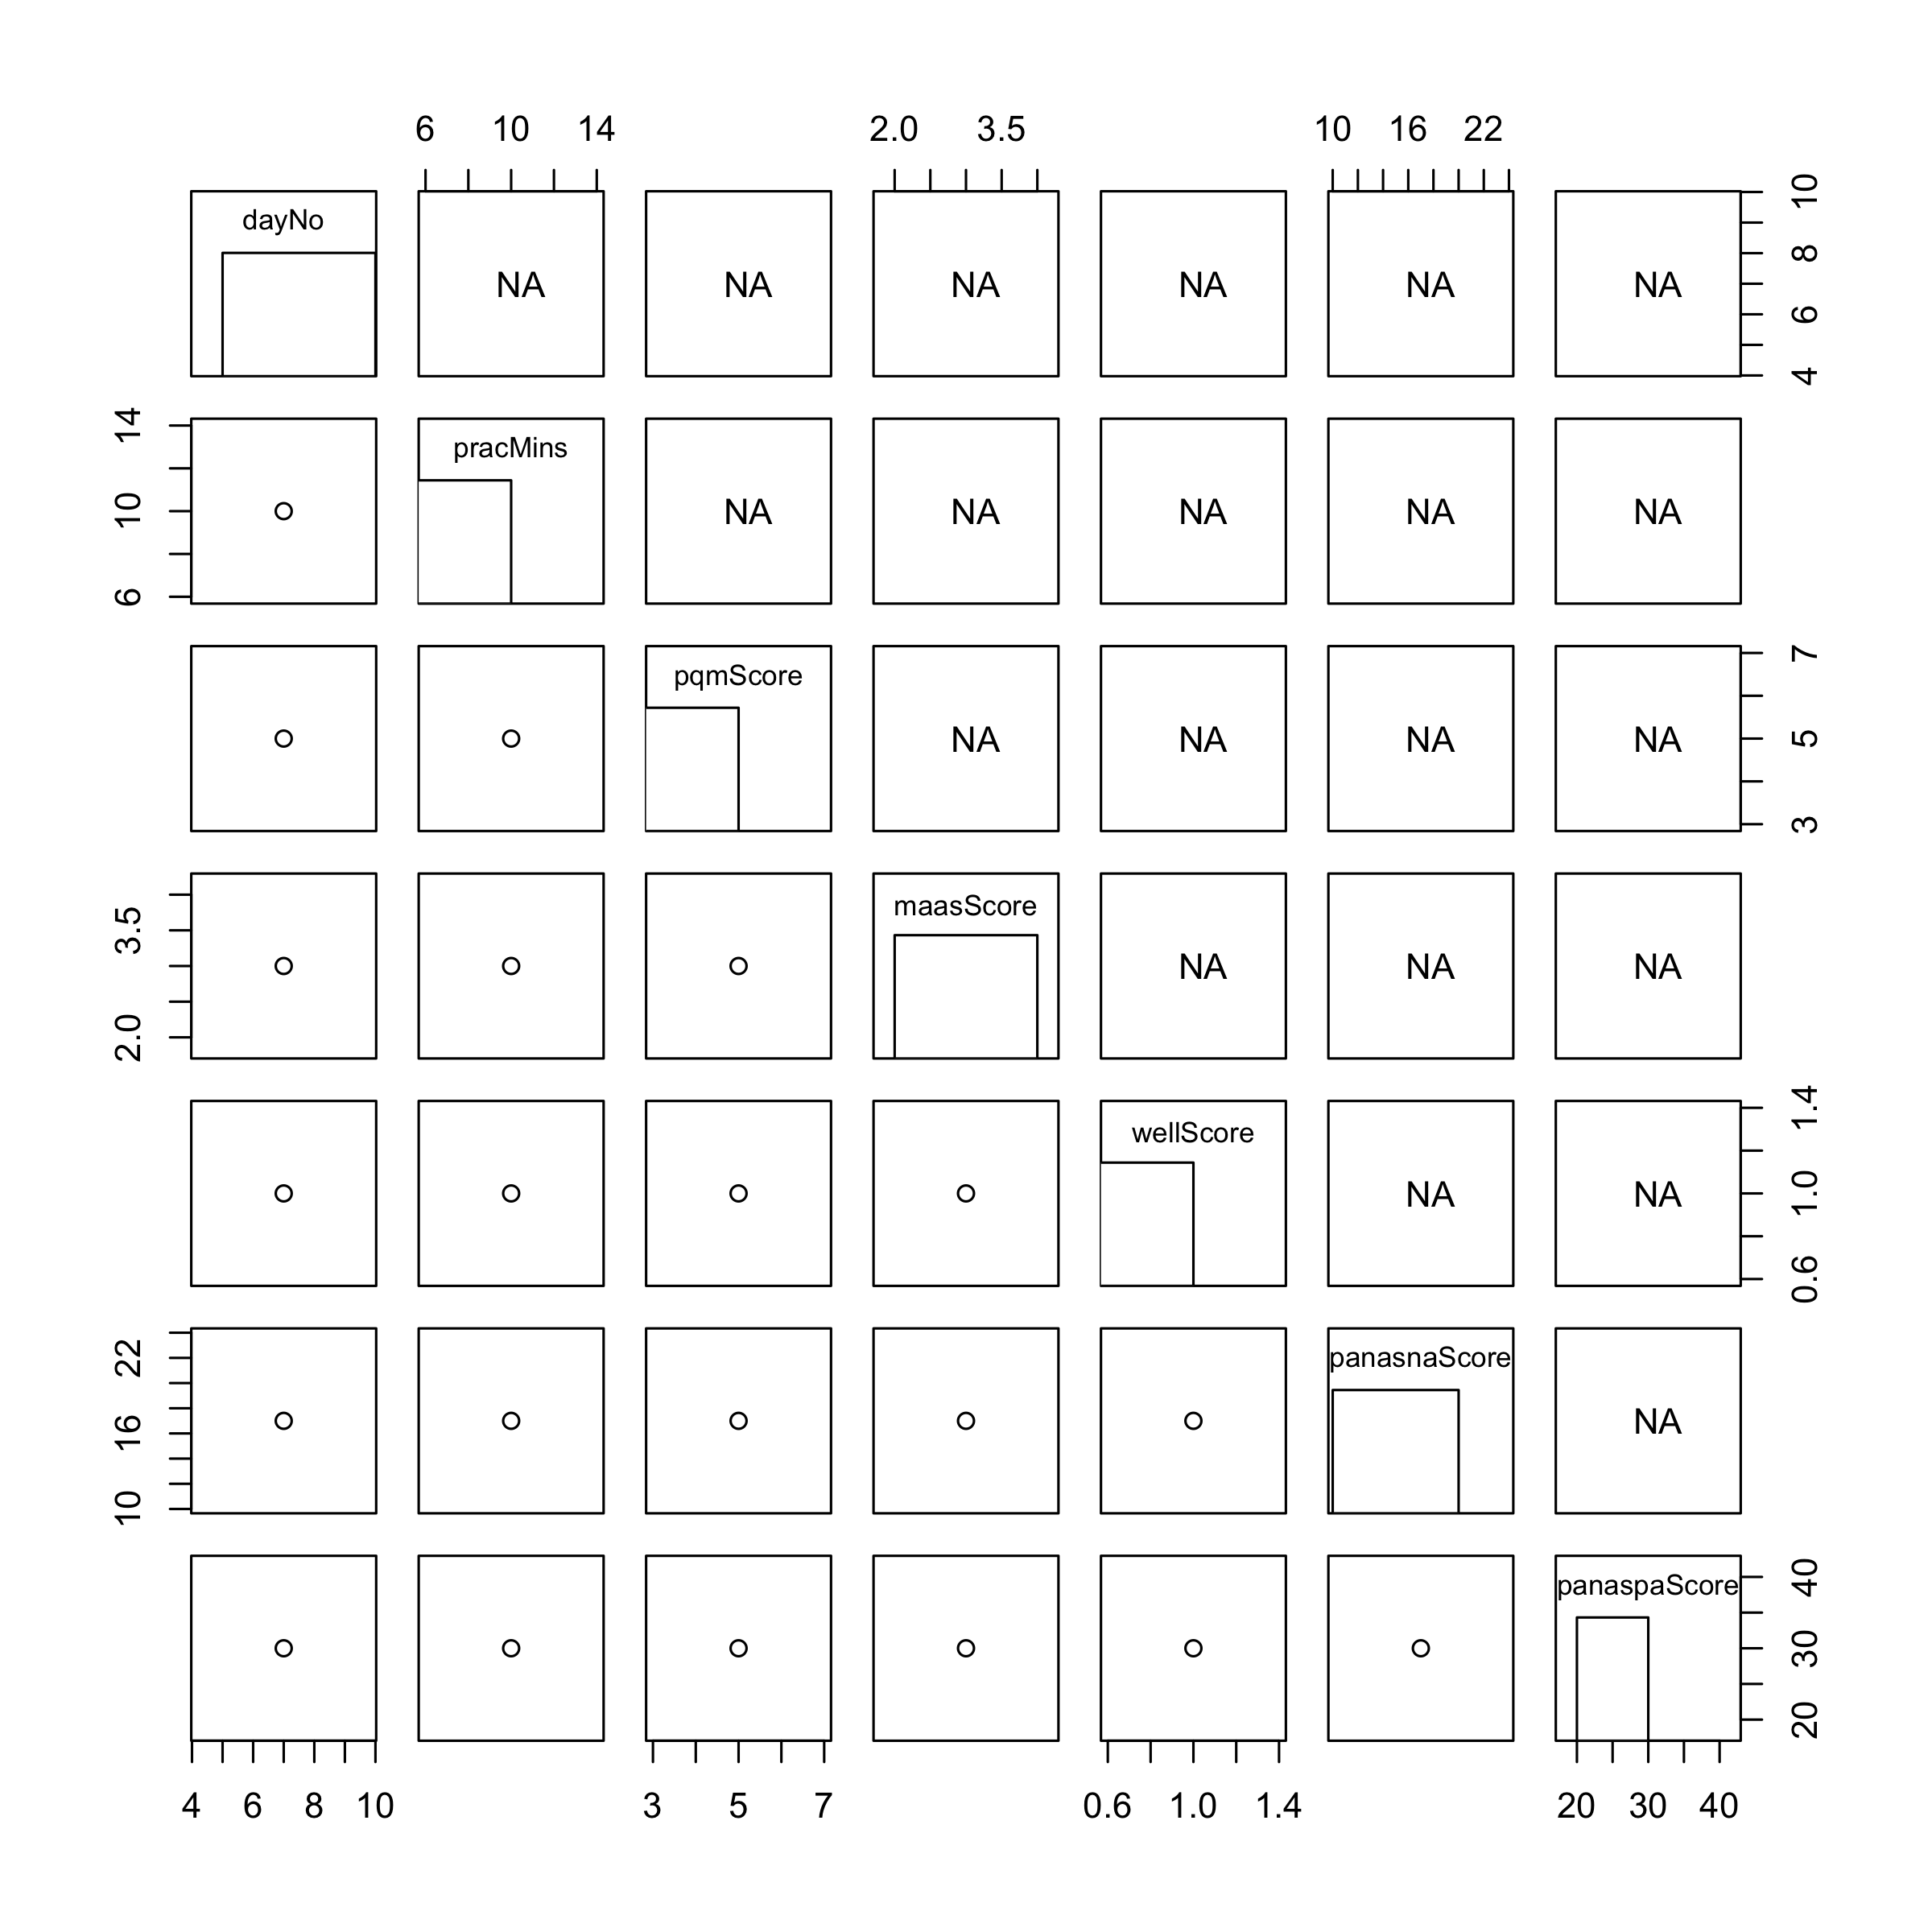 6 10 14 2.0 3.5 10 16 22
dayNo NA NA NA NA NA NA 4 6 8 10
6 10 14 pracMins NA NA NA NA NA
pqmScore NA NA NA NA 3 5 7
2.0 3.5 maasScore NA NA NA
wellScore NA NA 0.6 1.0 1.4
10 16 22 panasnaScore NA
panaspaScore 20 30 40
4 6 8 10 3 5 7 0.6 1.0 1.4 20 30 40